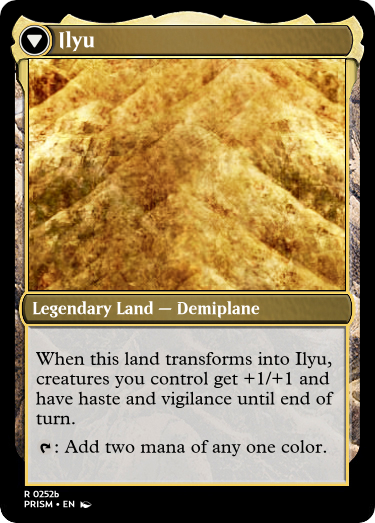 Ilyu
Legendary Land — Demiplane
When this land transforms into Ilyu,
creatures you control get +1/+1 and
have haste and vigilance until end of
turn.
: Add two mana of any one color.
R 0252b
PRISM • EN